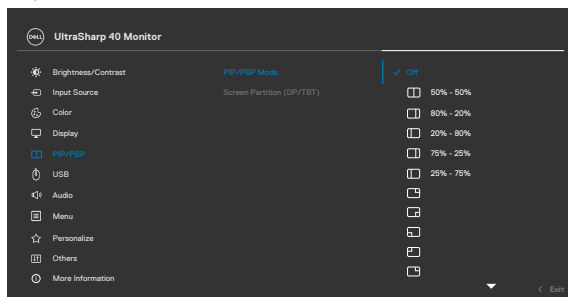 DELL UltraSharp 40 Monitor
Brightness/Contrast PIP/PBP Mode ✓ Off
Input Source Screen Partition (DP/TBT) 50% - 50%
Color 80% - 20%
Display 20% - 80%
PIP/PBP 75% - 25%
USB 25% - 75%
Audio
Menu
Personalize
Others
More Information
< Exit